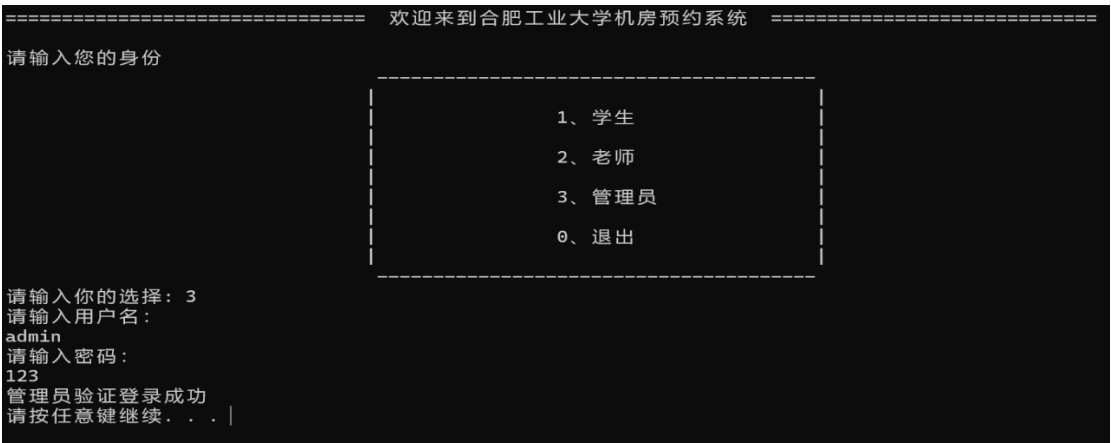 ================================ 欢迎来到合肥工业大学机房预约系统 =============================
请输入您的身份
1、学生
2、老师
3、管理员
0、退出
请输入你的选择: 3
请输入用户名:
admin
请输入密码:
123
管理员验证登录成功
请按任意键继续. . .